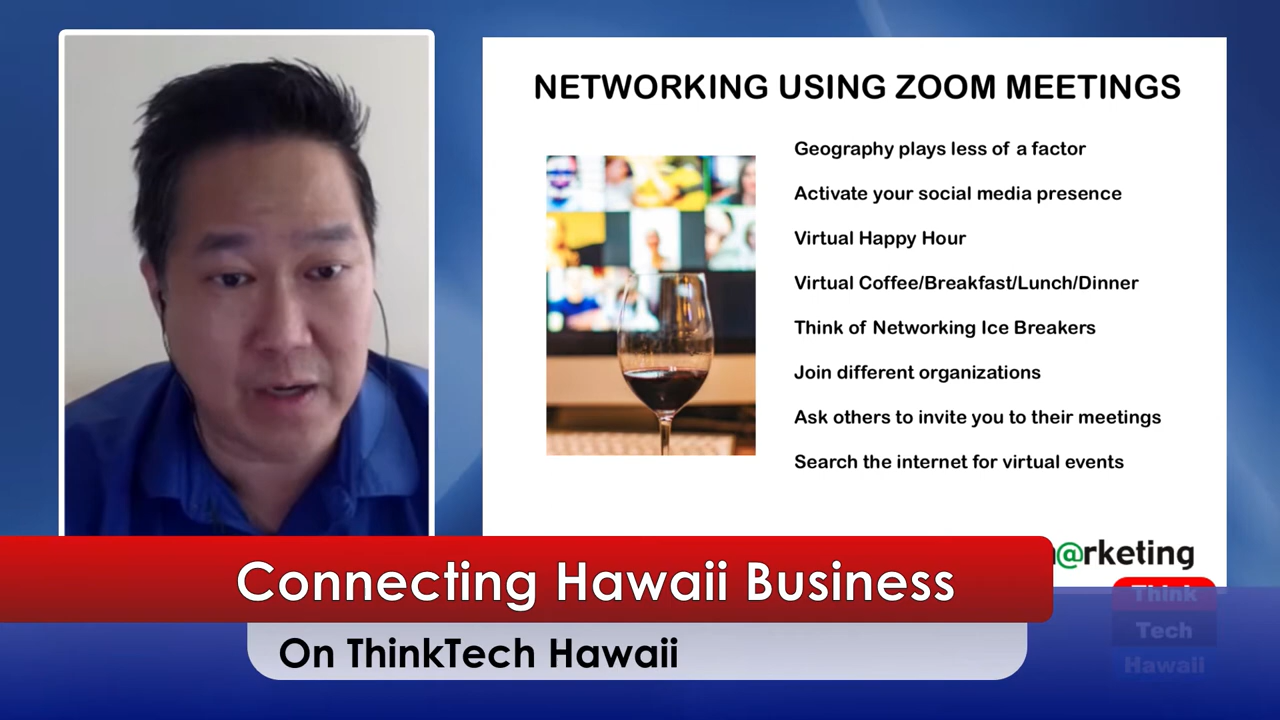 NETWORKING USING ZOOM MEETINGS
Geography plays less of a factor
Activate your social media presence
Virtual Happy Hour
Virtual Coffee/Breakfast/Lunch/Dinner
Think of Networking Ice Breakers
Join different organizations
Ask others to invite you to their meetings
Search the internet for virtual events
@rketing
Connecting Hawaii Business
On ThinkTech Hawaii
Think
Tech
Hawaii